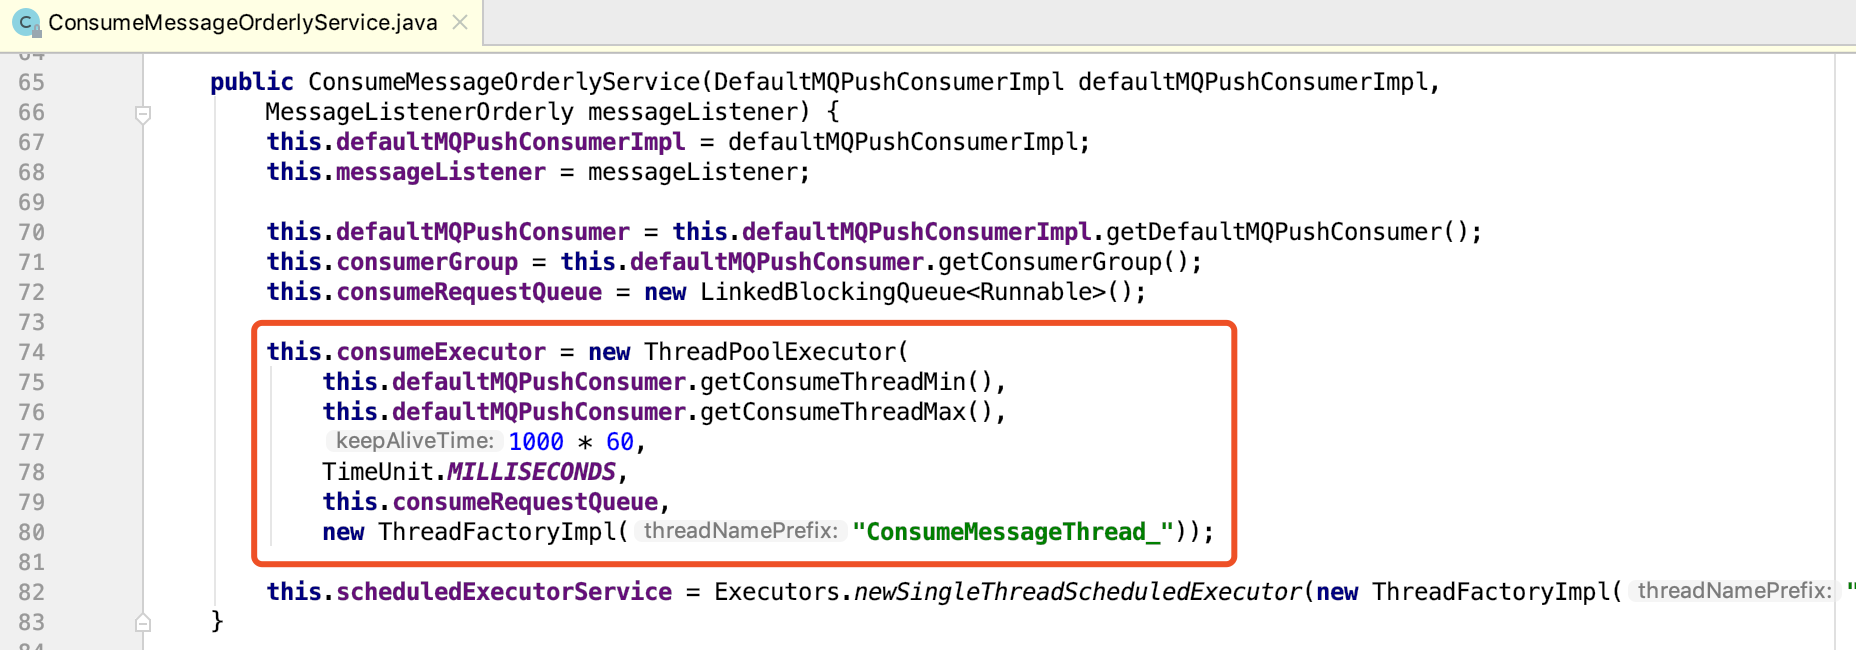 ConsumeMessageOrderlyService.java
65 public ConsumeMessageOrderlyService(DefaultMQPushConsumerImpl defaultMQPushConsumerImpl,
66 MessageListenerOrderly messageListener) {
67 this.defaultMQPushConsumerImpl = defaultMQPushConsumerImpl;
68 this.messageListener = messageListener;
69
70 this.defaultMQPushConsumer = this.defaultMQPushConsumerImpl.getDefaultMQPushConsumer();
71 this.consumerGroup = this.defaultMQPushConsumer.getConsumerGroup();
72 this.consumeRequestQueue = new LinkedBlockingQueue<Runnable>();
73
74 this.consumeExecutor = new ThreadPoolExecutor(
75 this.defaultMQPushConsumer.getConsumeThreadMin(),
76 this.defaultMQPushConsumer.getConsumeThreadMax(),
77 keepAliveTime: 1000 * 60,
78 TimeUnit.MILLISECONDS,
79 this.consumeRequestQueue,
80 new ThreadFactoryImpl( threadNamePrefix: "ConsumeMessageThread_"));
81
82 this.scheduledExecutorService = Executors.newSingleThreadScheduledExecutor(new ThreadFactoryImpl( threadNamePrefix: "
83 }